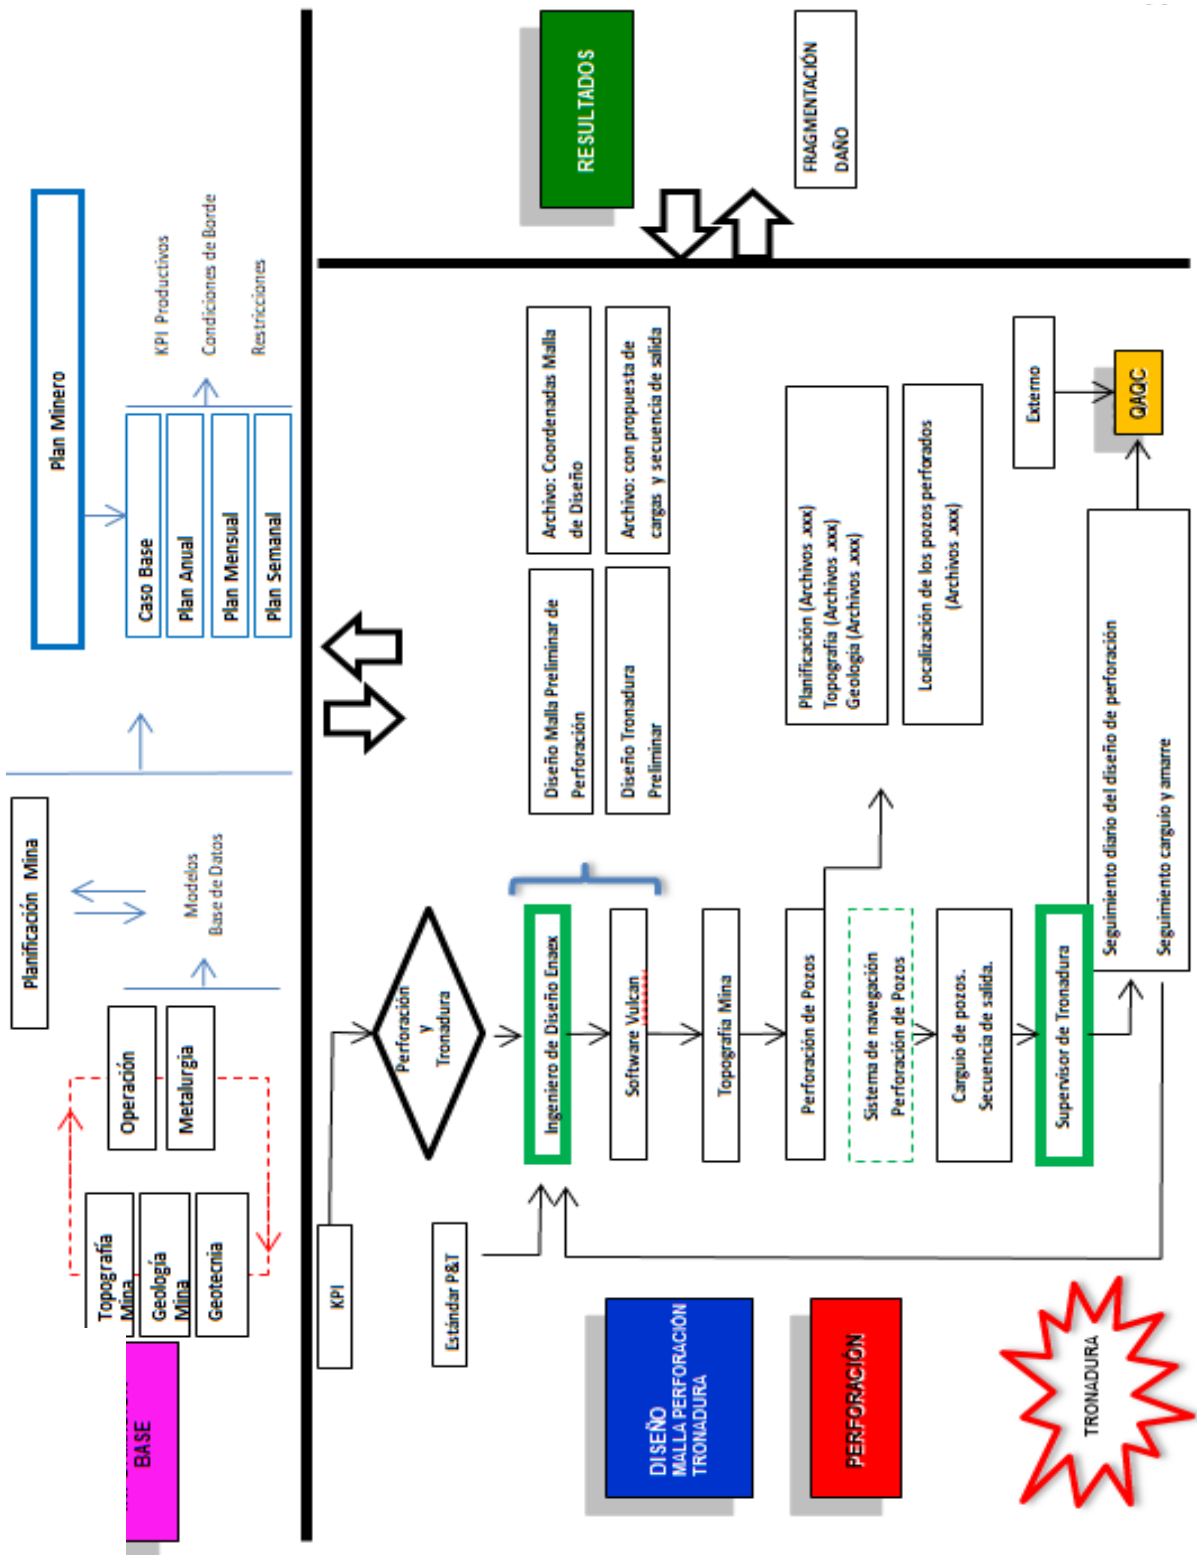 BASE
Topografía
Mina
Geología
Mina
Geotecnia
Operación
Metalurgia
Modelos
Base de Datos
Planificación Mina
Plan Minero
Caso Base
Plan Anual
Plan Mensual
Plan Semanal
KPI Productivos
Condiciones de Borde
Restricciones
KPI
Estándar P&T
Perforación
y
Tronadura
DISEÑO
MALLA PERFORACIÓN
TRONADURA
Ingeniero de Diseño Enaex
Software Vulcan
Diseño Malla Preliminar de
Perforación
Diseño Tronadura
Preliminar
Archivo: Coordenadas Malla
de Diseño
Archivo: con propuesta de
cargas y secuencia de salida
Topografía Mina
PERFORACIÓN
Perforación de Pozos
Sistema de navegación
Perforación de Pozos
Planificación (Archivos .xxx)
Topografía (Archivos .xxx)
Geología (Archivos .xxx)
Localización de los pozos perforados
(Archivos .xxx)
Carguio de pozos.
Secuencia de salida.
TRONADURA
Supervisor de Tronadura
Seguimiento diario del diseño de perforación
Seguimiento carguio y amarre
Externo
QAQC
RESULTADOS
FRAGMENTACIÓN
DAÑO